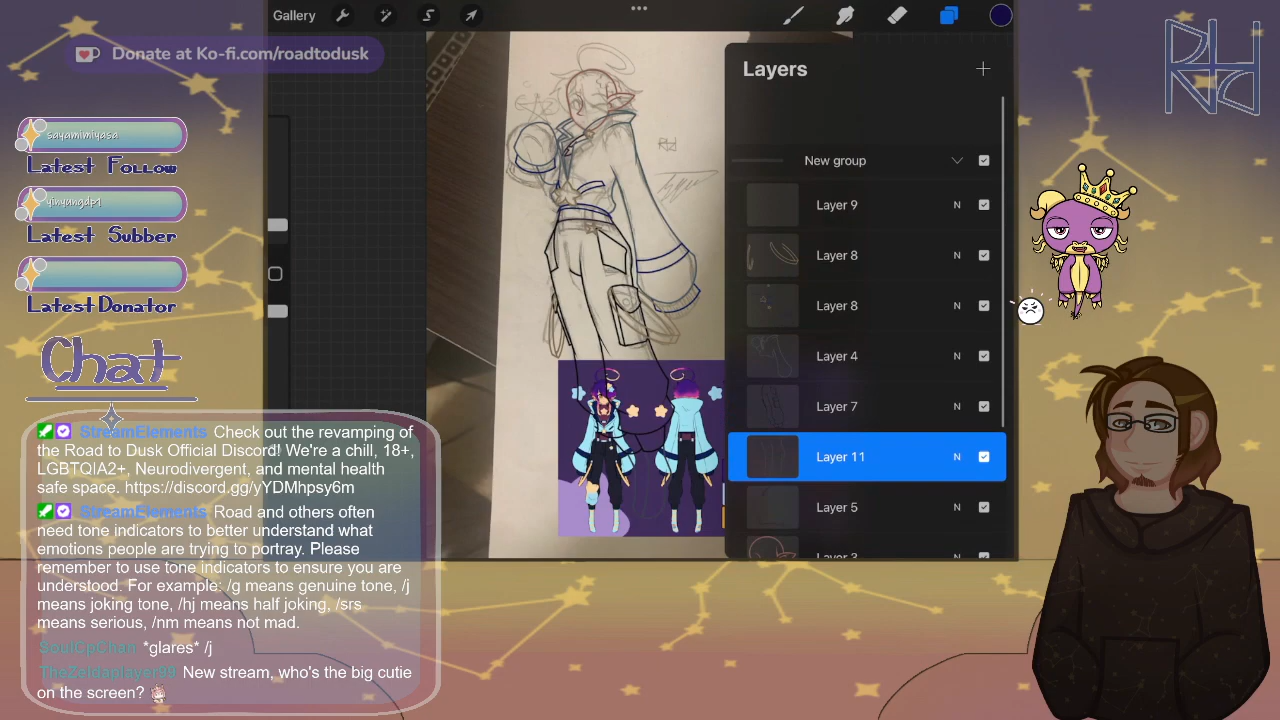 Gallery
Donate at Ko-fi.com/roadtodusk
Rtd
Layers
sayamimiyasa
Latest Follow
yinyangdp1
Latest Subber
Latest Donator
Chat
New group
Layer 9 N
Layer 8 N
Layer 8 N
Layer 4 N
Layer 7 N
Layer 11 N
Layer 5 N
Layer 3 N
StreamElements Check out the revamping of
the Road to Dusk Official Discord! We're a chill, 18+,
LGBTQIA2+, Neurodivergent, and mental health
safe space. https://discord.gg/yYDMhpsy6m
StreamElements Road and others often
need tone indicators to better understand what
emotions people are trying to portray. Please
remember to use tone indicators to ensure you are
understood. For example: /g means genuine tone, /j
means joking tone, /hj means half joking, /srs
means serious, /nm means not mad.
SoulEpChan *glares* /j
TheZeldaplayer99 New stream, who's the big cutie
on the screen?